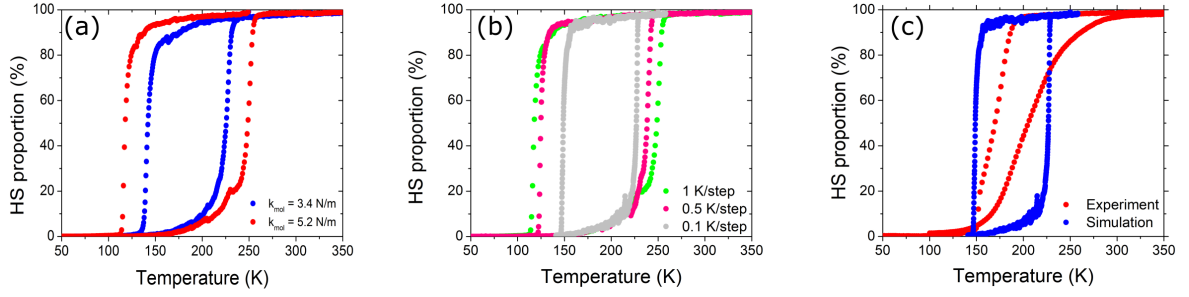 (a)
HS proportion (%)
100
80
60
40
20
0
k_mol = 3.4 N/m
k_mol = 5.2 N/m
50 100 150 200 250 300 350
Temperature (K)
(b)
HS proportion (%)
100
80
60
40
20
0
1 K/step
0.5 K/step
0.1 K/step
50 100 150 200 250 300 350
Temperature (K)
(c)
HS proportion (%)
100
80
60
40
20
0
Experiment
Simulation
50 100 150 200 250 300 350
Temperature (K)